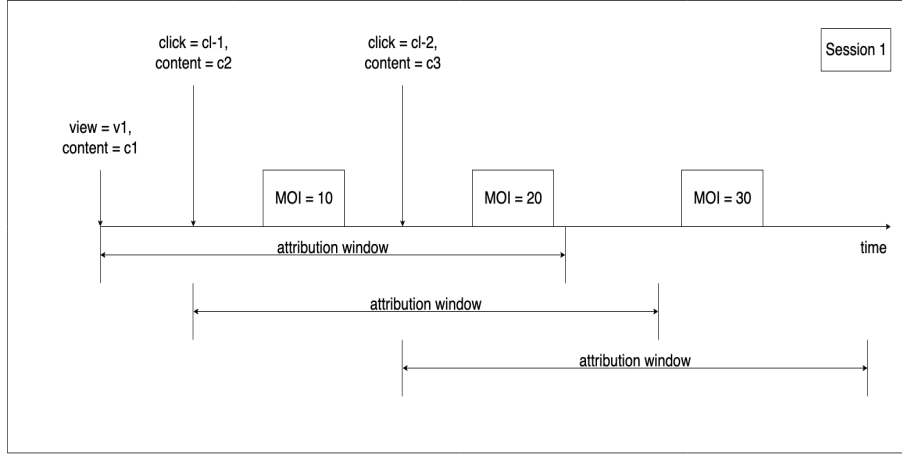 click = cl-1,
content = c2
click = cl-2,
content = c3
Session 1
view = v1,
content = c1
MOI = 10
MOI = 20
MOI = 30
attribution window
time
attribution window
attribution window